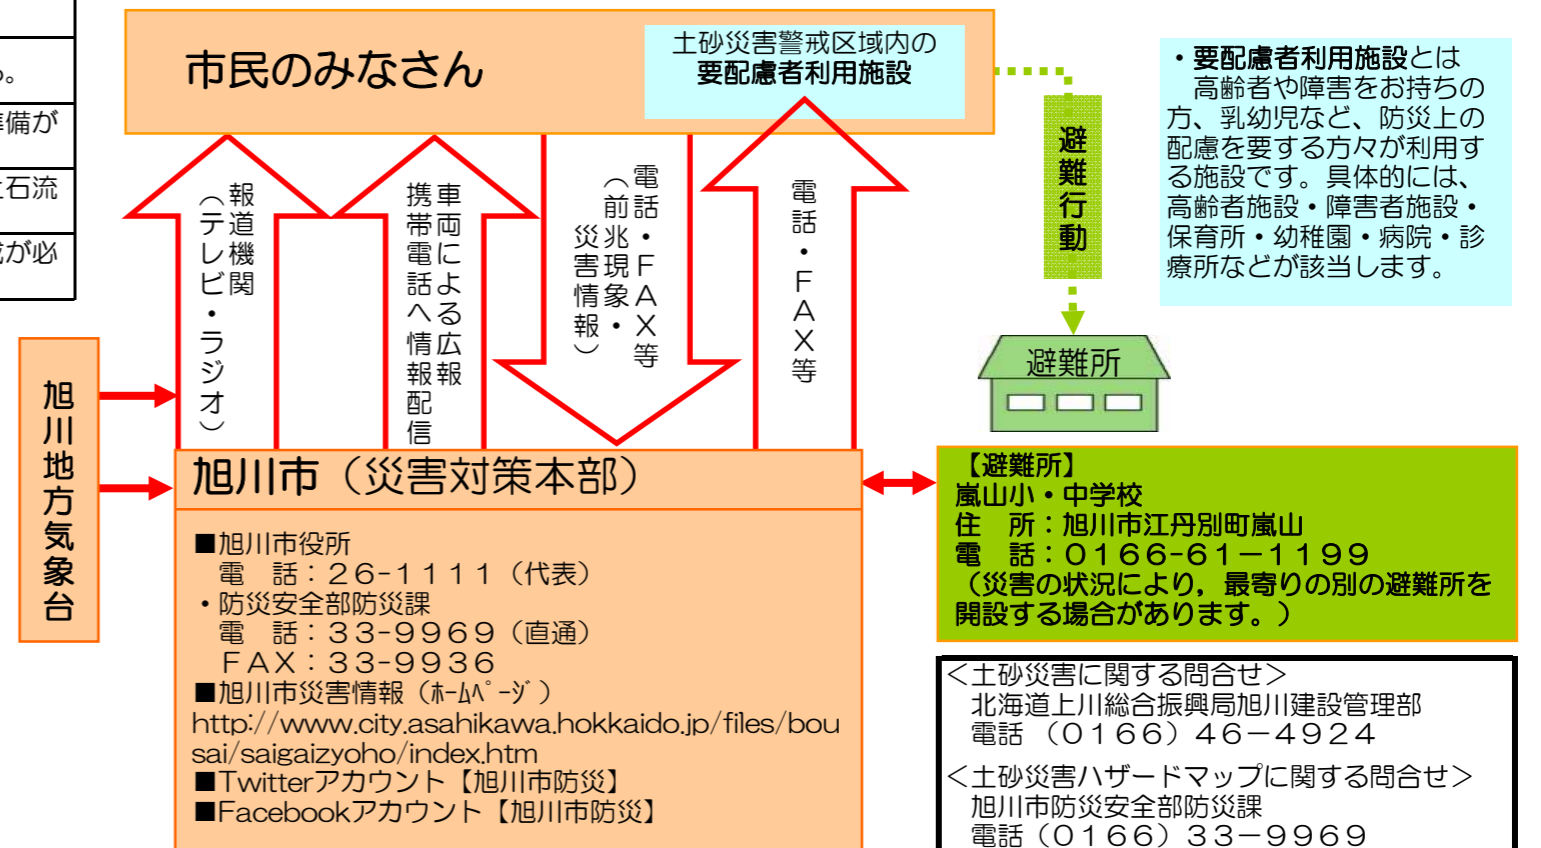 る。
準備が
土石流
成が必
市民のみなさん
土砂災害警戒区域内の
要配慮者利用施設
・要配慮者利用施設とは
高齢者や障害をお持ちの
方、乳幼児など、防災上の
配慮を要する方々が利用す
る施設です。具体的には、
高齢者施設・障害者施設・
保育所・幼稚園・病院・診
療所などが該当します。
避難行動
報道機関
（テレビ・ラジオ）
車両による広報
携帯電話へ情報配信
電話・FAX等
（前兆現象・
災害情報）
電話・FAX等
避難所
旭川地方気象台
旭川市（災害対策本部）
■旭川市役所
電　話：２６-１１１１（代表）
・防災安全部防災課
電　話：３３-９９６９（直通）
ＦＡＸ：３３-９９３６
■旭川市災害情報（ﾎｰﾑﾍﾟｰｼﾞ）
http://www.city.asahikawa.hokkaido.jp/files/bou
sai/saigaizyoho/index.htm
■Twitterアカウント【旭川市防災】
■Facebookアカウント【旭川市防災】
【避難所】
嵐山小・中学校
住　所：旭川市江丹別町嵐山
電　話：０１６６-６１－１１９９
（災害の状況により，最寄りの別の避難所を
開設する場合があります。）
＜土砂災害に関する問合せ＞
北海道上川総合振興局旭川建設管理部
電話（０１６６）４６－４９２４
＜土砂災害ハザードマップに関する問合せ＞
旭川市防災安全部防災課
電話（０１６６）３３－９９６９